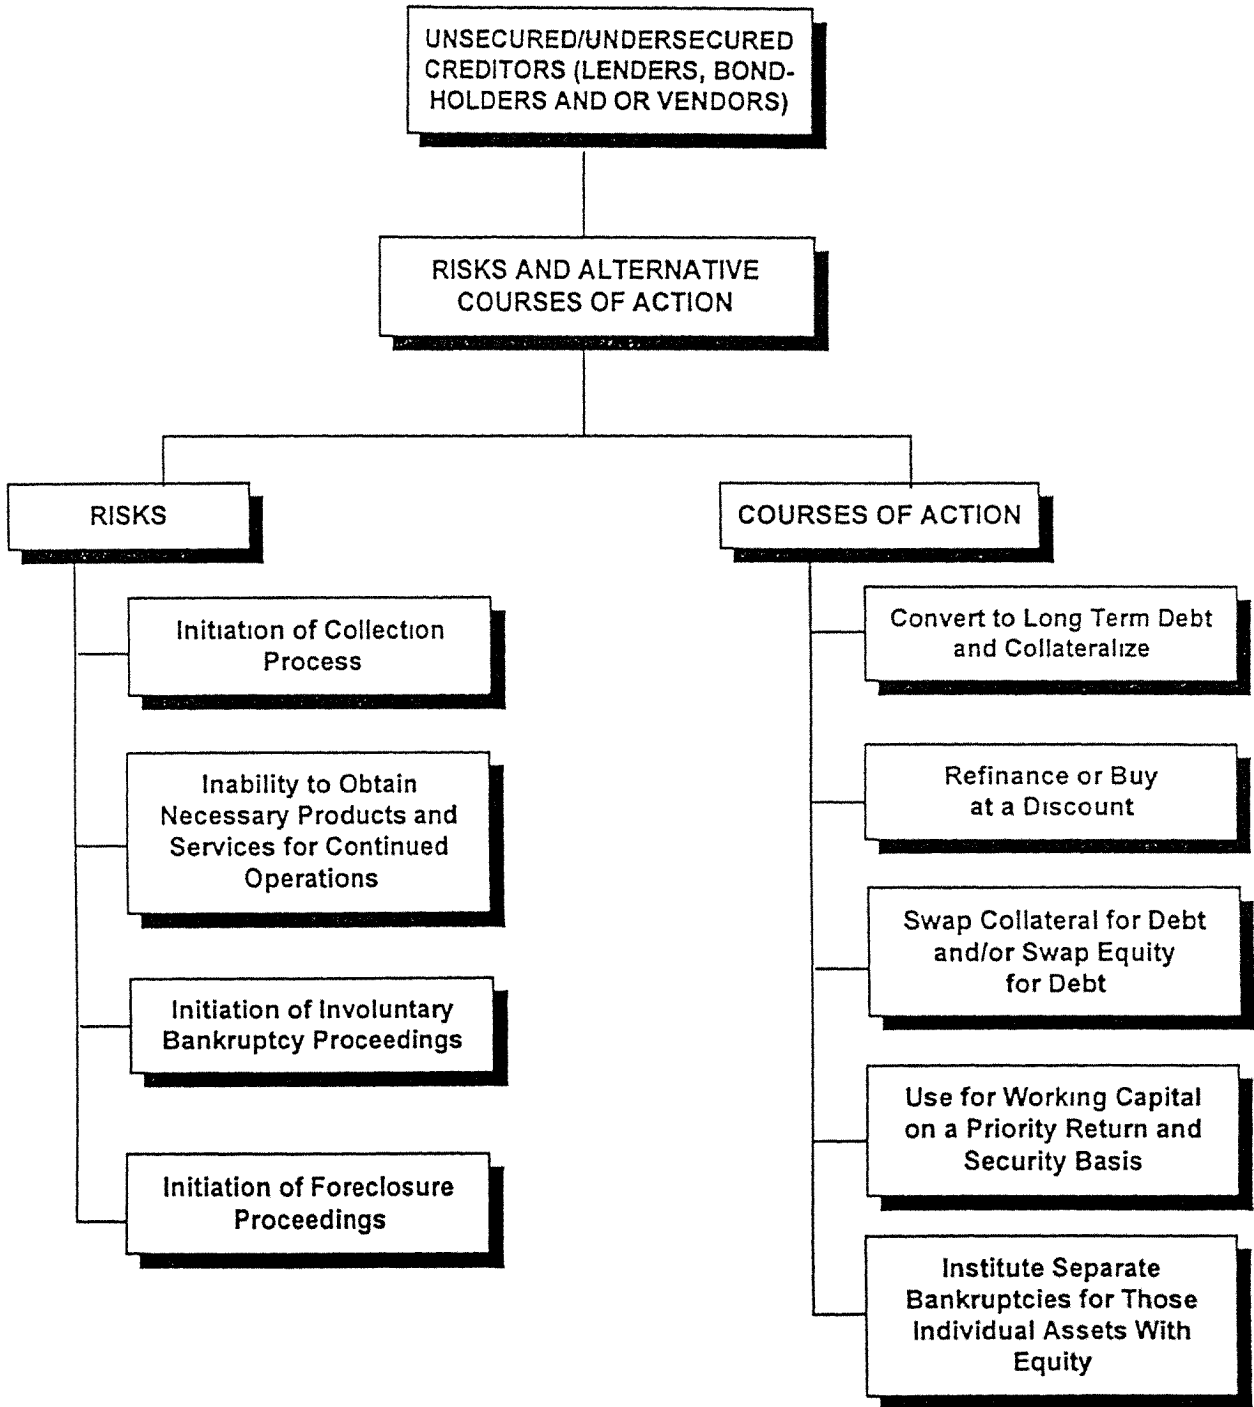 UNSECURED/UNDERSECURED
CREDITORS (LENDERS, BOND-
HOLDERS AND OR VENDORS)
RISKS AND ALTERNATIVE
COURSES OF ACTION
RISKS
Initiation of Collection
Process
Inability to Obtain
Necessary Products and
Services for Continued
Operations
Initiation of Involuntary
Bankruptcy Proceedings
Initiation of Foreclosure
Proceedings
COURSES OF ACTION
Convert to Long Term Debt
and Collateralize
Refinance or Buy
at a Discount
Swap Collateral for Debt
and/or Swap Equity
for Debt
Use for Working Capital
on a Priority Return and
Security Basis
Institute Separate
Bankruptcies for Those
Individual Assets With
Equity